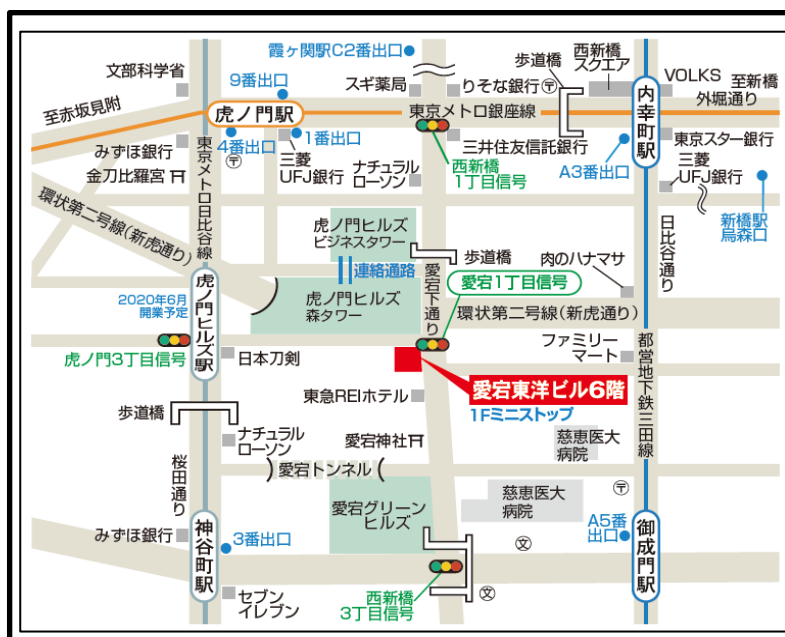 霞ヶ関駅C2番出口
歩道橋
西新橋
スクエア
文部科学省
9番出口
スギ薬局
りそな銀行〒
VOLKS
至新橋
外堀通り
至赤坂見附
虎ノ門駅
東京メトロ銀座線
内幸町駅
みずほ銀行
4番出口
〒
1番出口
三菱
UFJ銀行
西新橋
1丁目信号
三井住友信託銀行
A3番出口
東京スター銀行
三菱
UFJ銀行
金刀比羅宮
東京メトロ日比谷線
ナチュラル
ローソン
新橋駅
烏森口
環状第二号線(新虎通り)
虎ノ門ヒルズ
ビジネスタワー
歩道橋
肉のハナマサ
日比谷通り
連絡通路
愛宕下通り
愛宕1丁目信号
2020年6月
開業予定
虎ノ門ヒルズ駅
虎ノ門ヒルズ
森タワー
環状第二号線(新虎通り)
虎ノ門3丁目信号
日本刀剣
ファミリー
マート
都営地下鉄三田線
愛宕東洋ビル6階
1Fミニストップ
東急REIホテル
歩道橋
ナチュラル
ローソン
愛宕神社
慈恵医大
病院
桜田通り
愛宕トンネル
〒
愛宕グリーン
ヒルズ
慈恵医大
病院
みずほ銀行
神谷町駅
3番出口
文
A5番
出口
御成門駅
セブン
イレブン
西新橋
3丁目信号
文